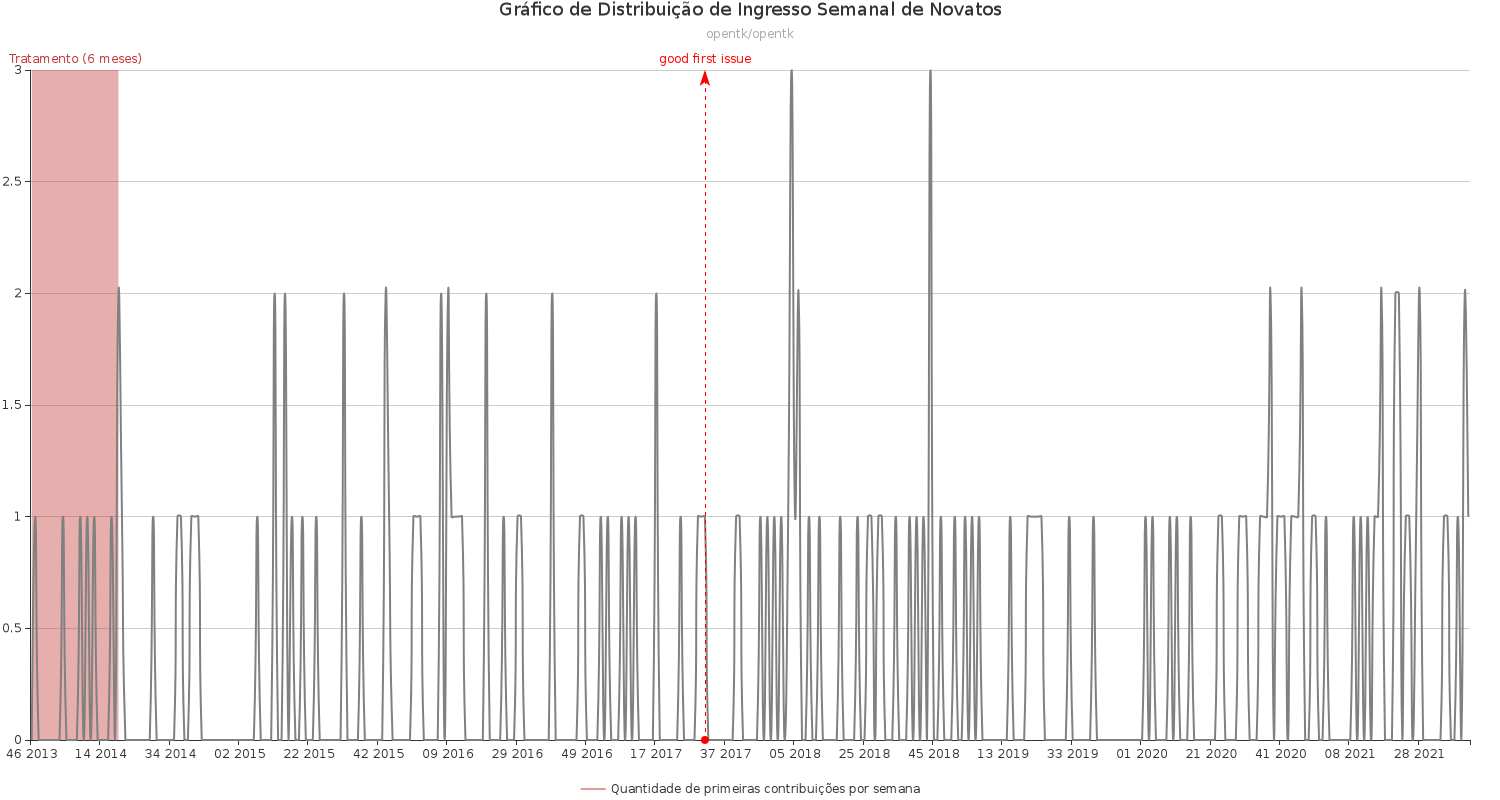 Gráfico de Distribuição de Ingresso Semanal de Novatos
opentk/opentk
Tratamento (6 meses)
good first issue
3
2.5
2
1.5
1
0.5
0
46 2013 14 2014 34 2014 02 2015 22 2015 42 2015 09 2016 29 2016 49 2016 17 2017 37 2017 05 2018 25 2018 45 2018 13 2019 33 2019 01 2020 21 2020 41 2020 08 2021 28 2021
Quantidade de primeiras contribuições por semana